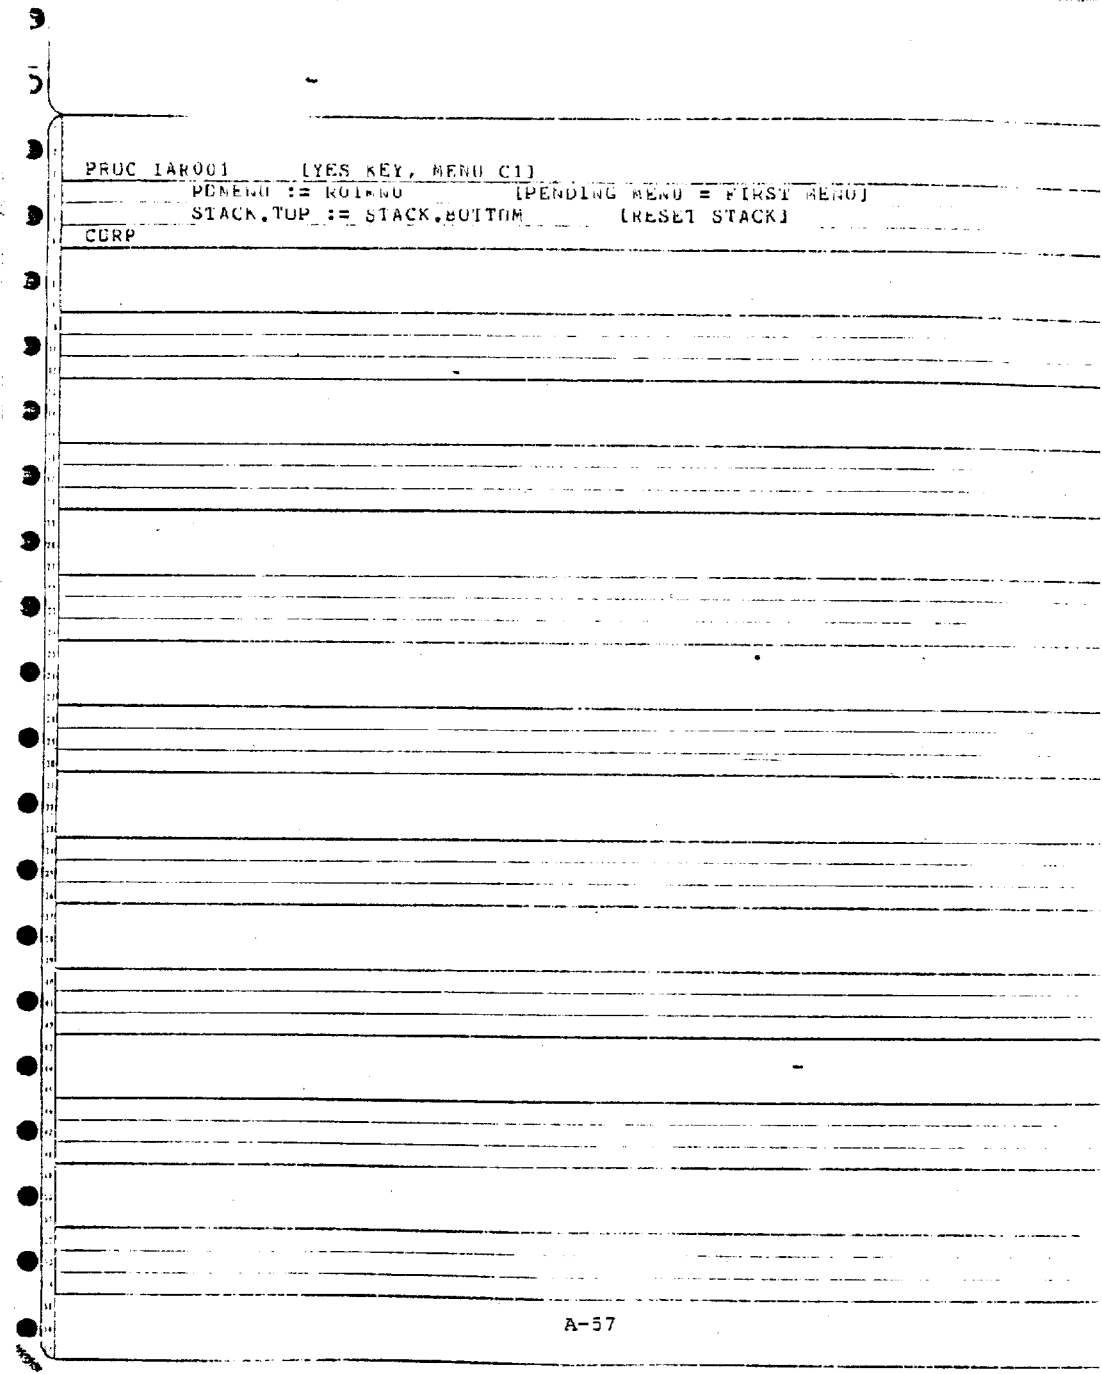 PROC IAR001 [YES KEY, MENU C1]
PDMENU := [PENDING MENU = FIRST MENU]
STACK.TOP := STACK.BOTTOM [RESET STACK]
CORP
A-57